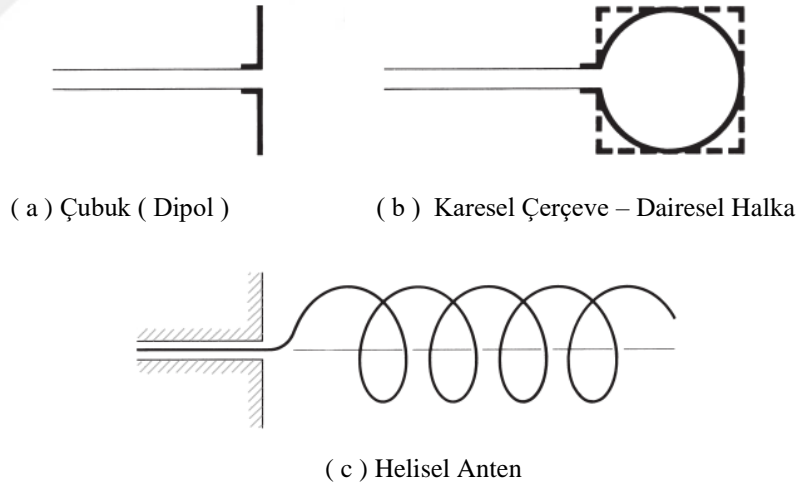 ( a ) Çubuk ( Dipol )
( b ) Karesel Çerçeve – Dairesel Halka
( c ) Helisel Anten